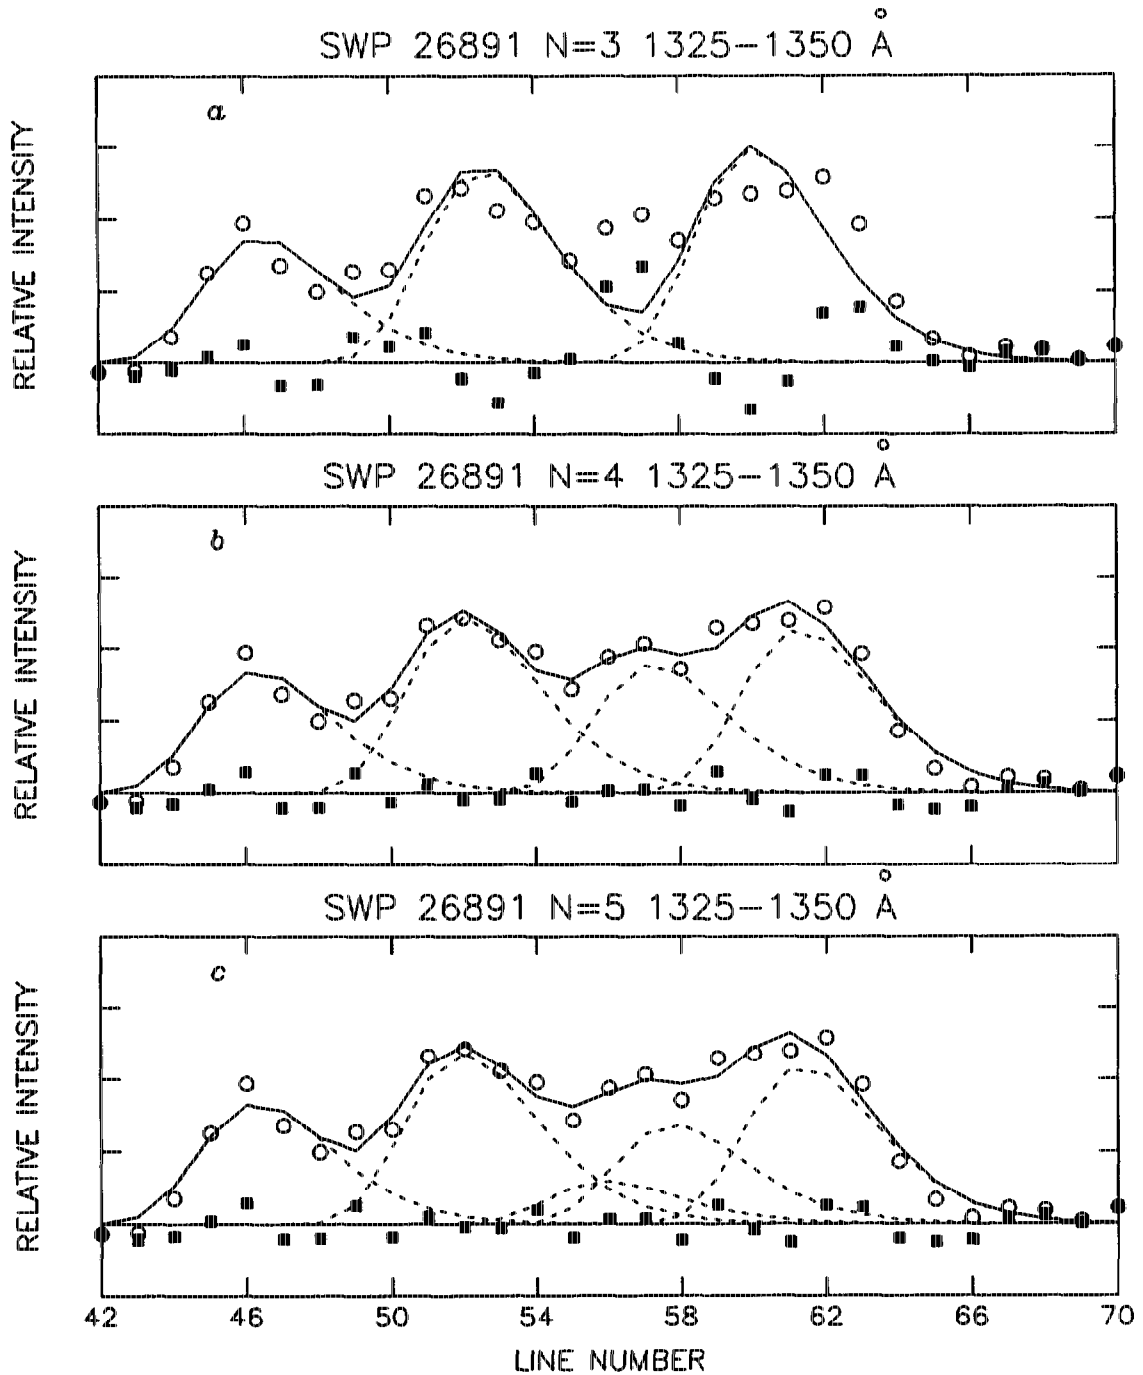 SWP 26891 N=3 1325-1350 Å
a
RELATIVE INTENSITY
SWP 26891 N=4 1325-1350 Å
b
RELATIVE INTENSITY
SWP 26891 N=5 1325-1350 Å
c
RELATIVE INTENSITY
42 46 50 54 58 62 66 70
LINE NUMBER